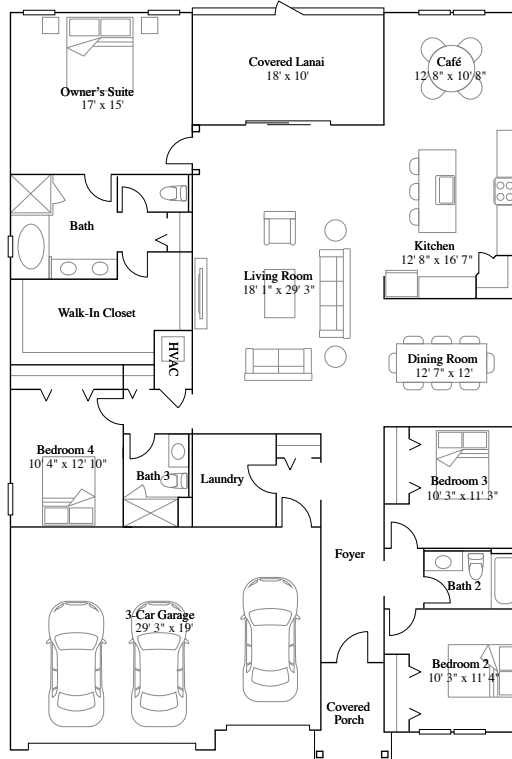 Covered Lanai
18' x 10'
Café
12' 8" x 10' 8"
Owner's Suite
17' x 15'
Bath
Kitchen
12' 8" x 16' 7"
Living Room
18' 1" x 29' 3"
Walk-In Closet
HVAC
Dining Room
12' 7" x 12'
Bedroom 4
10' 4" x 12' 10"
Bath 3
Laundry
Bedroom 3
10' 3" x 11' 3"
Foyer
Bath 2
3-Car Garage
29' 3" x 19'
Bedroom 2
10' 3" x 11' 4"
Covered
Porch